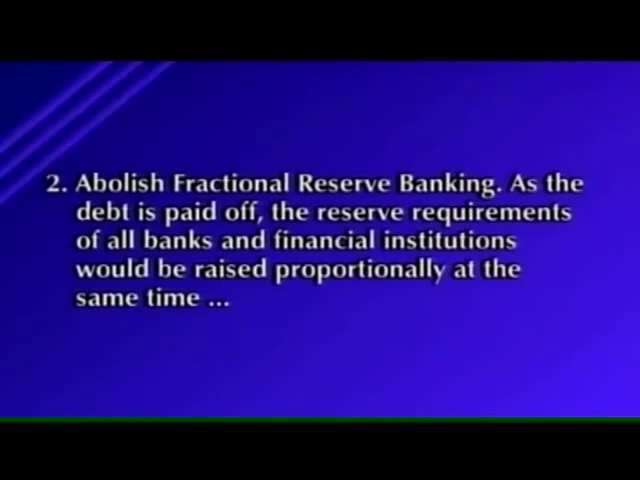 2. Abolish Fractional Reserve Banking. As the
debt is paid off, the reserve requirements
of all banks and financial institutions
would be raised proportionally at the
same time ...